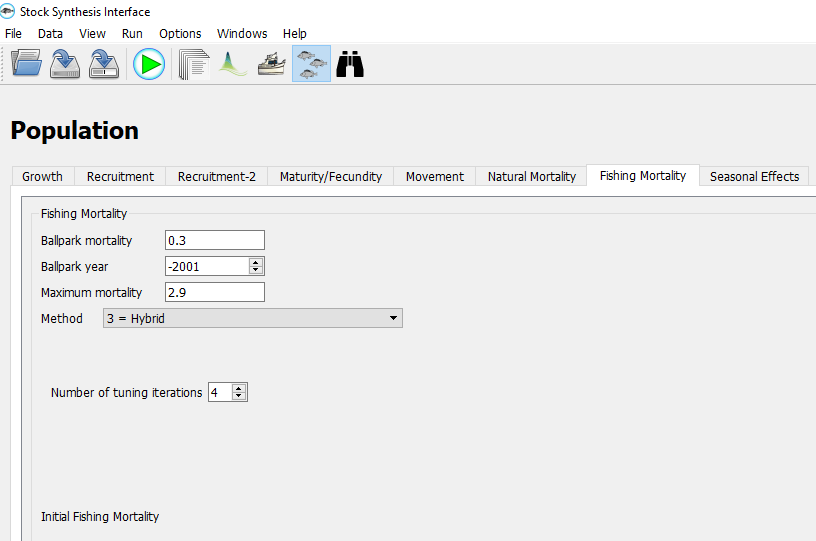 Stock Synthesis Interface
File Data View Run Options Windows Help
Population
Growth Recruitment Recruitment-2 Maturity/Fecundity Movement Natural Mortality Fishing Mortality Seasonal Effects
Fishing Mortality
Ballpark mortality 0.3
Ballpark year -2001
Maximum mortality 2.9
Method 3 = Hybrid
Number of tuning iterations 4
Initial Fishing Mortality